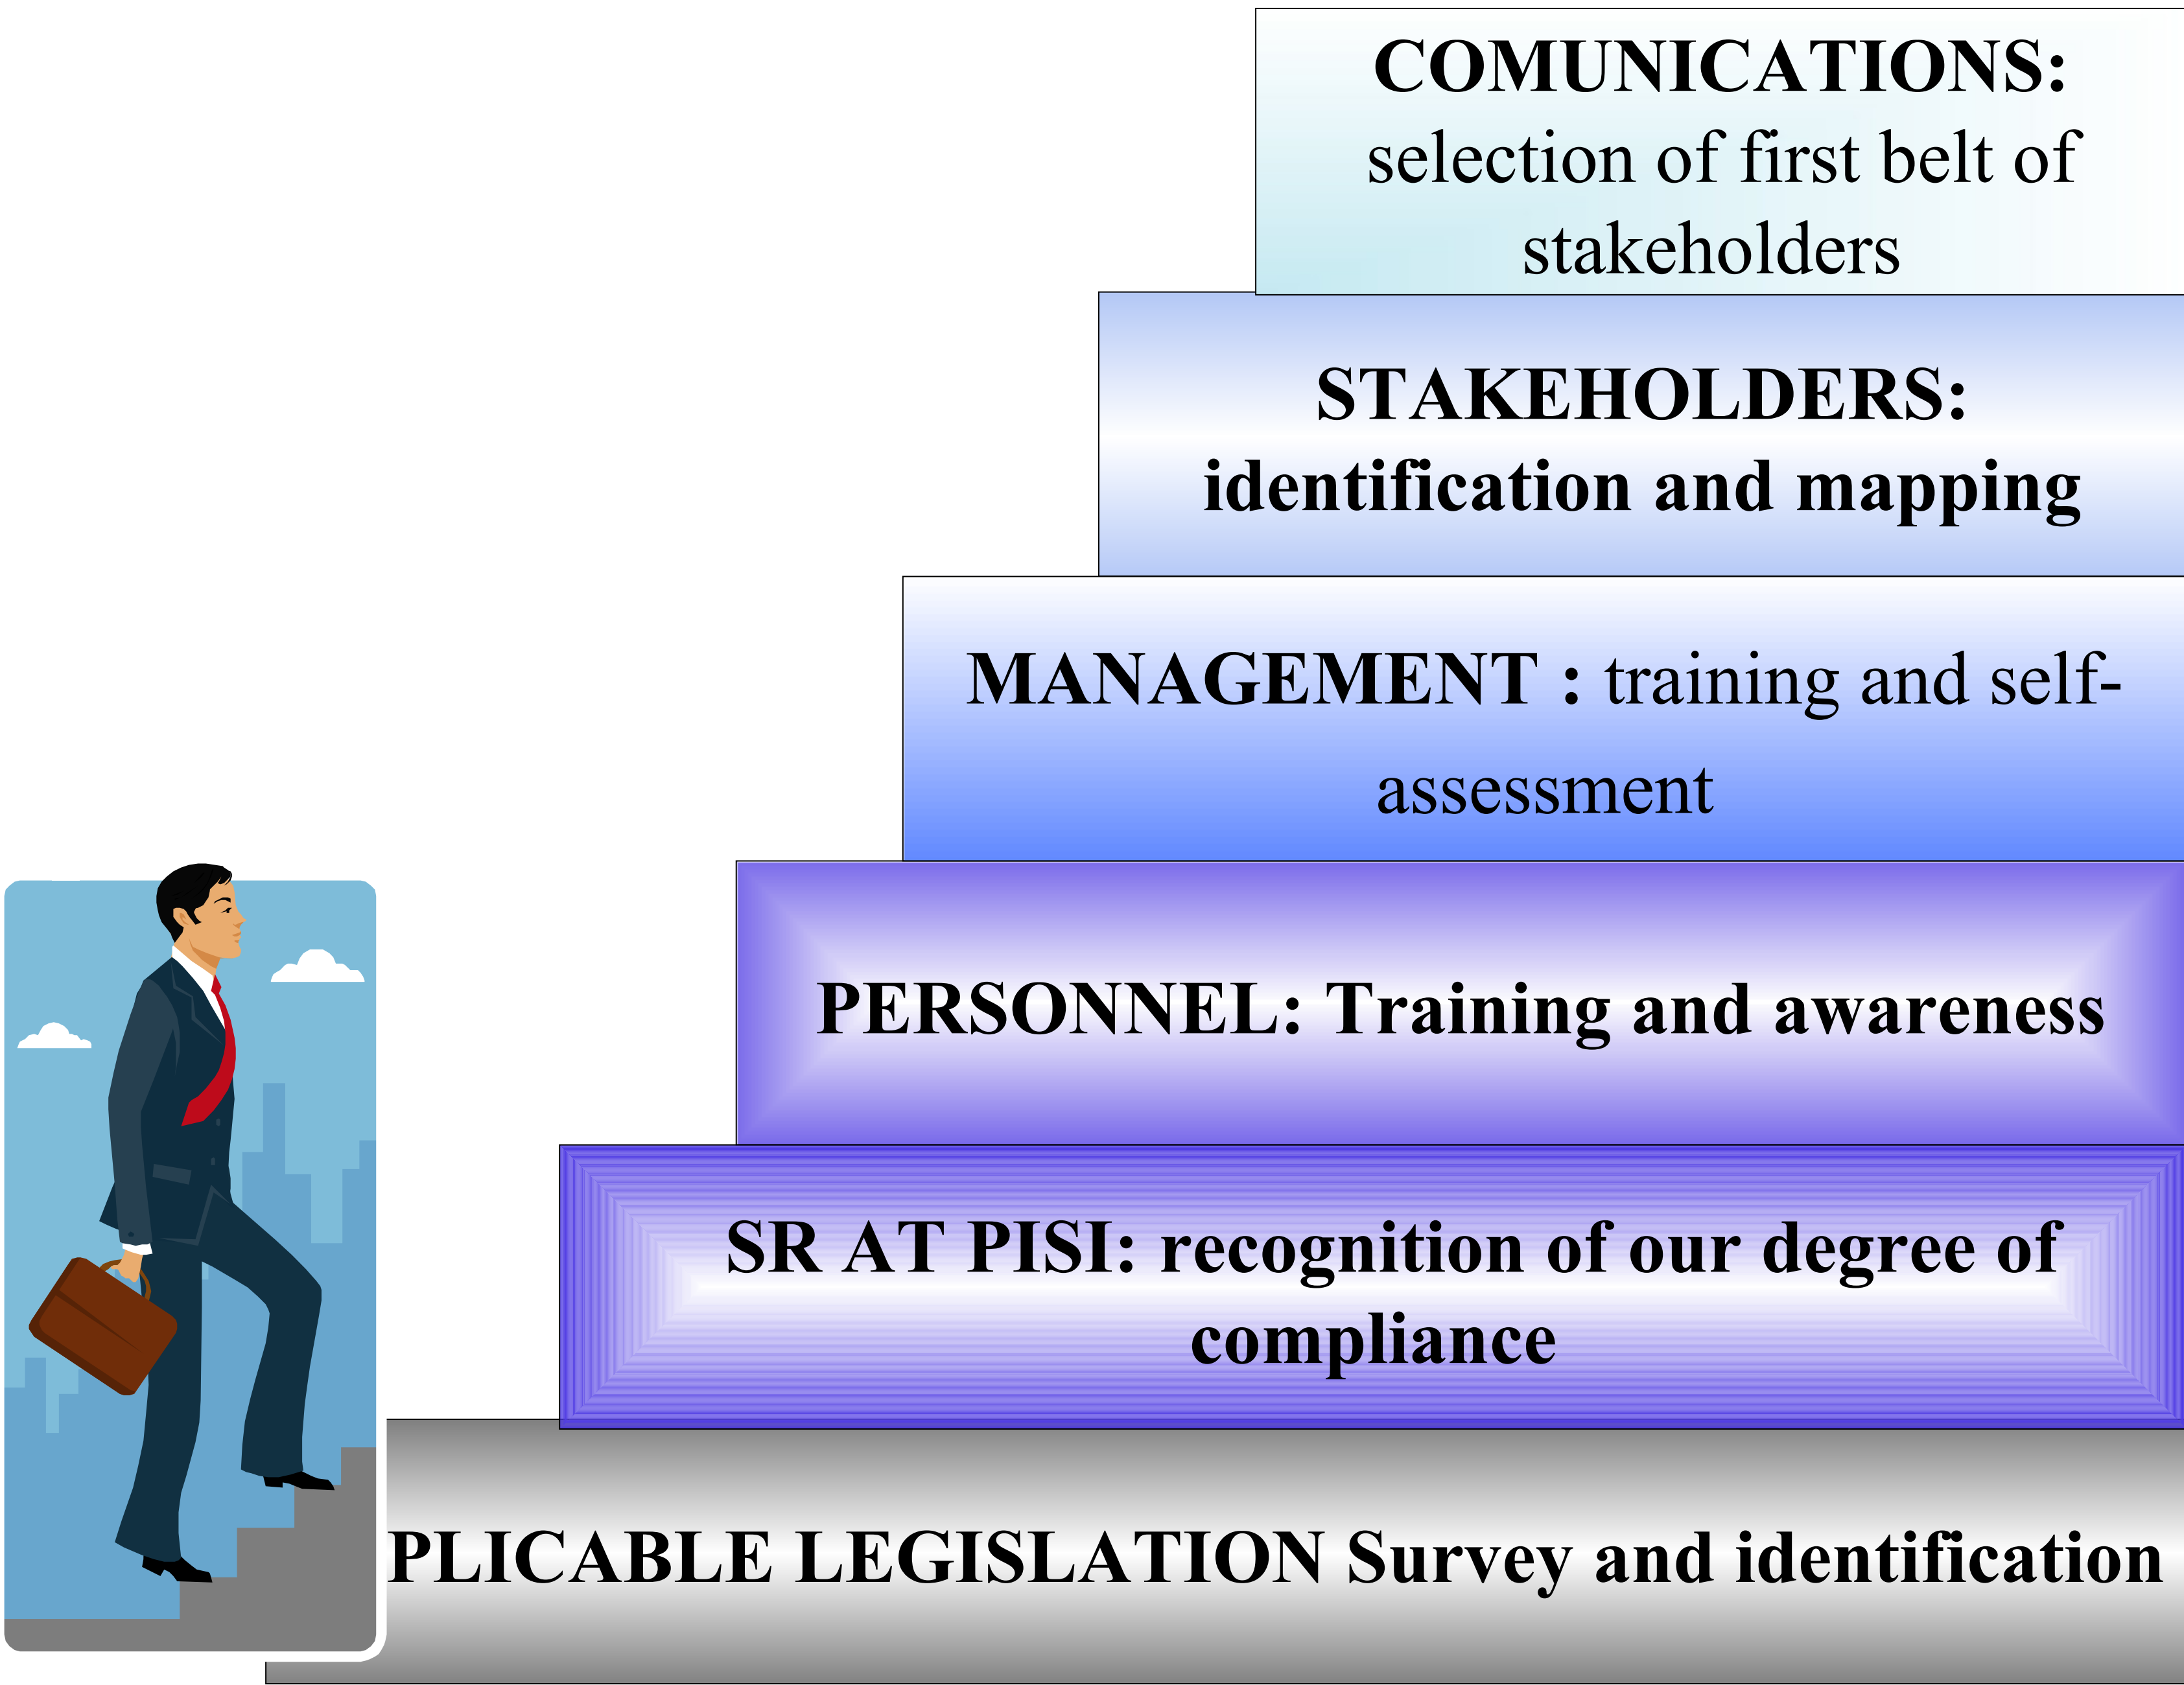 COMUNICATIONS:
selection of first belt of
stakeholders
STAKEHOLDERS:
identification and mapping
MANAGEMENT : training and self-
assessment
PERSONNEL: Training and awareness
SR AT PISI: recognition of our degree of
compliance
PLICABLE LEGISLATION Survey and identification